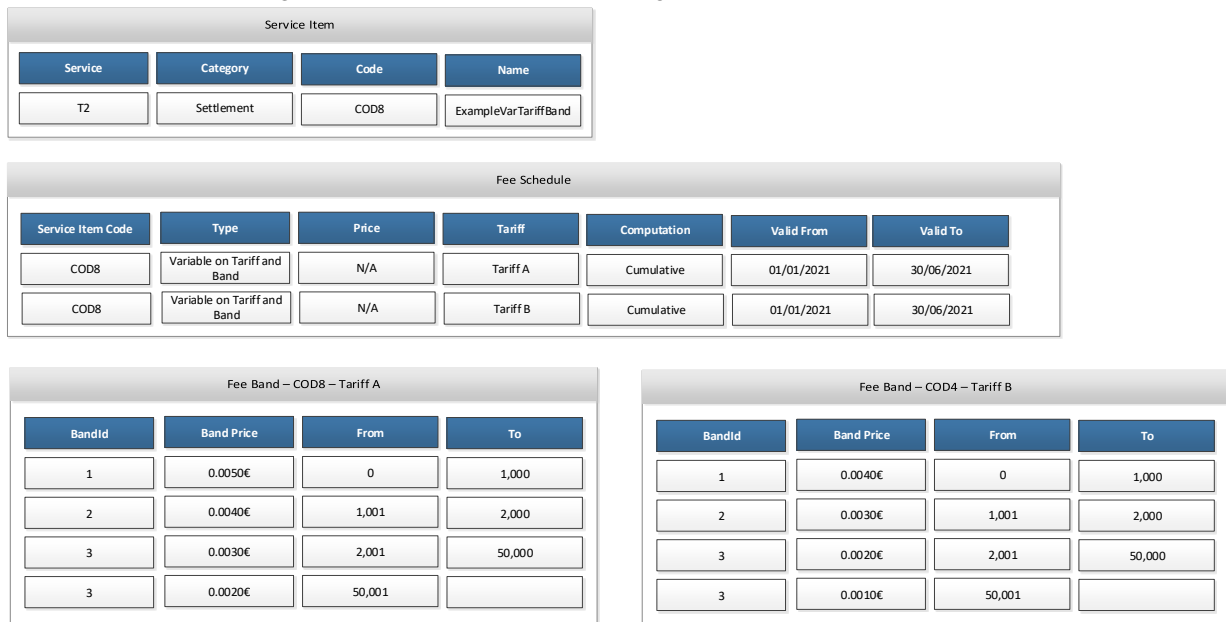 Service Item
Service Category Code Name
T2 Settlement COD8 ExampleVarTariffBand
Fee Schedule
Service Item Code Type Price Tariff Computation Valid From Valid To
COD8 Variable on Tariff and Band N/A Tariff A Cumulative 01/01/2021 30/06/2021
COD8 Variable on Tariff and Band N/A Tariff B Cumulative 01/01/2021 30/06/2021
Fee Band – COD8 – Tariff A
BandId Band Price From To
1 0.0050€ 0 1,000
2 0.0040€ 1,001 2,000
3 0.0030€ 2,001 50,000
3 0.0020€ 50,001
Fee Band – COD4 – Tariff B
BandId Band Price From To
1 0.0040€ 0 1,000
2 0.0030€ 1,001 2,000
3 0.0020€ 2,001 50,000
3 0.0010€ 50,001